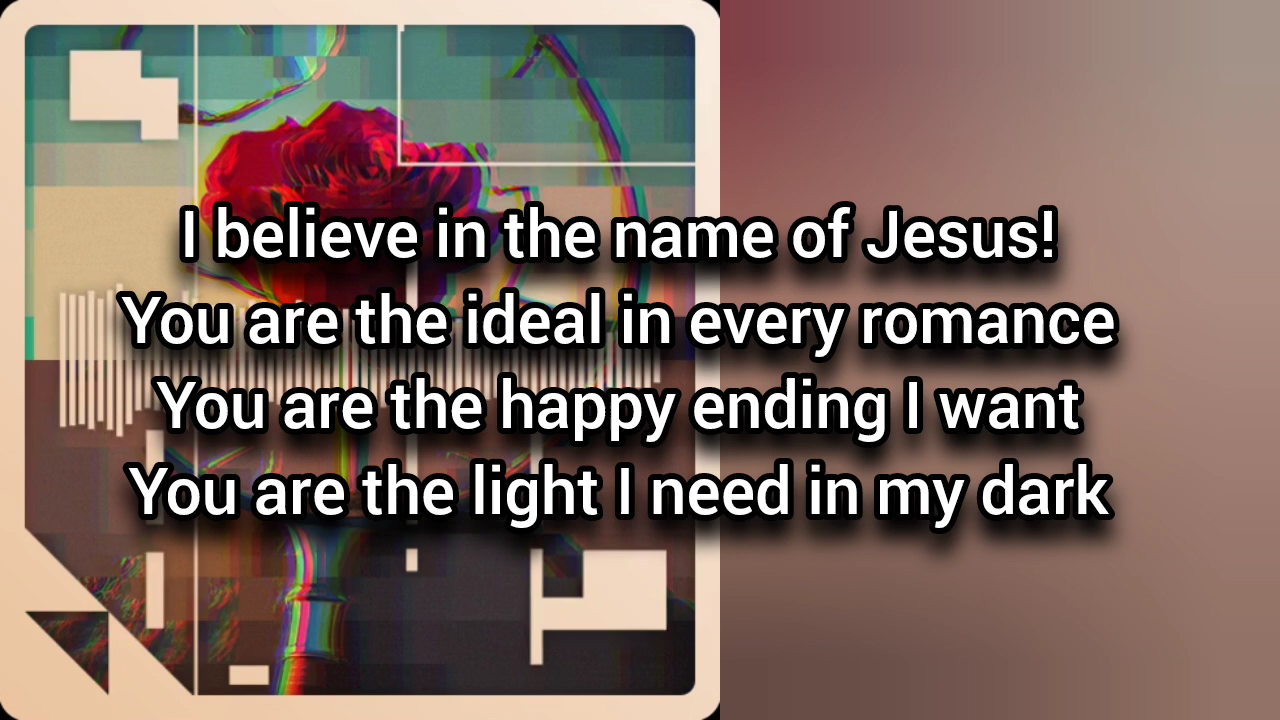 I believe in the name of Jesus!
You are the ideal in every romance
You are the happy ending I want
You are the light I need in my dark